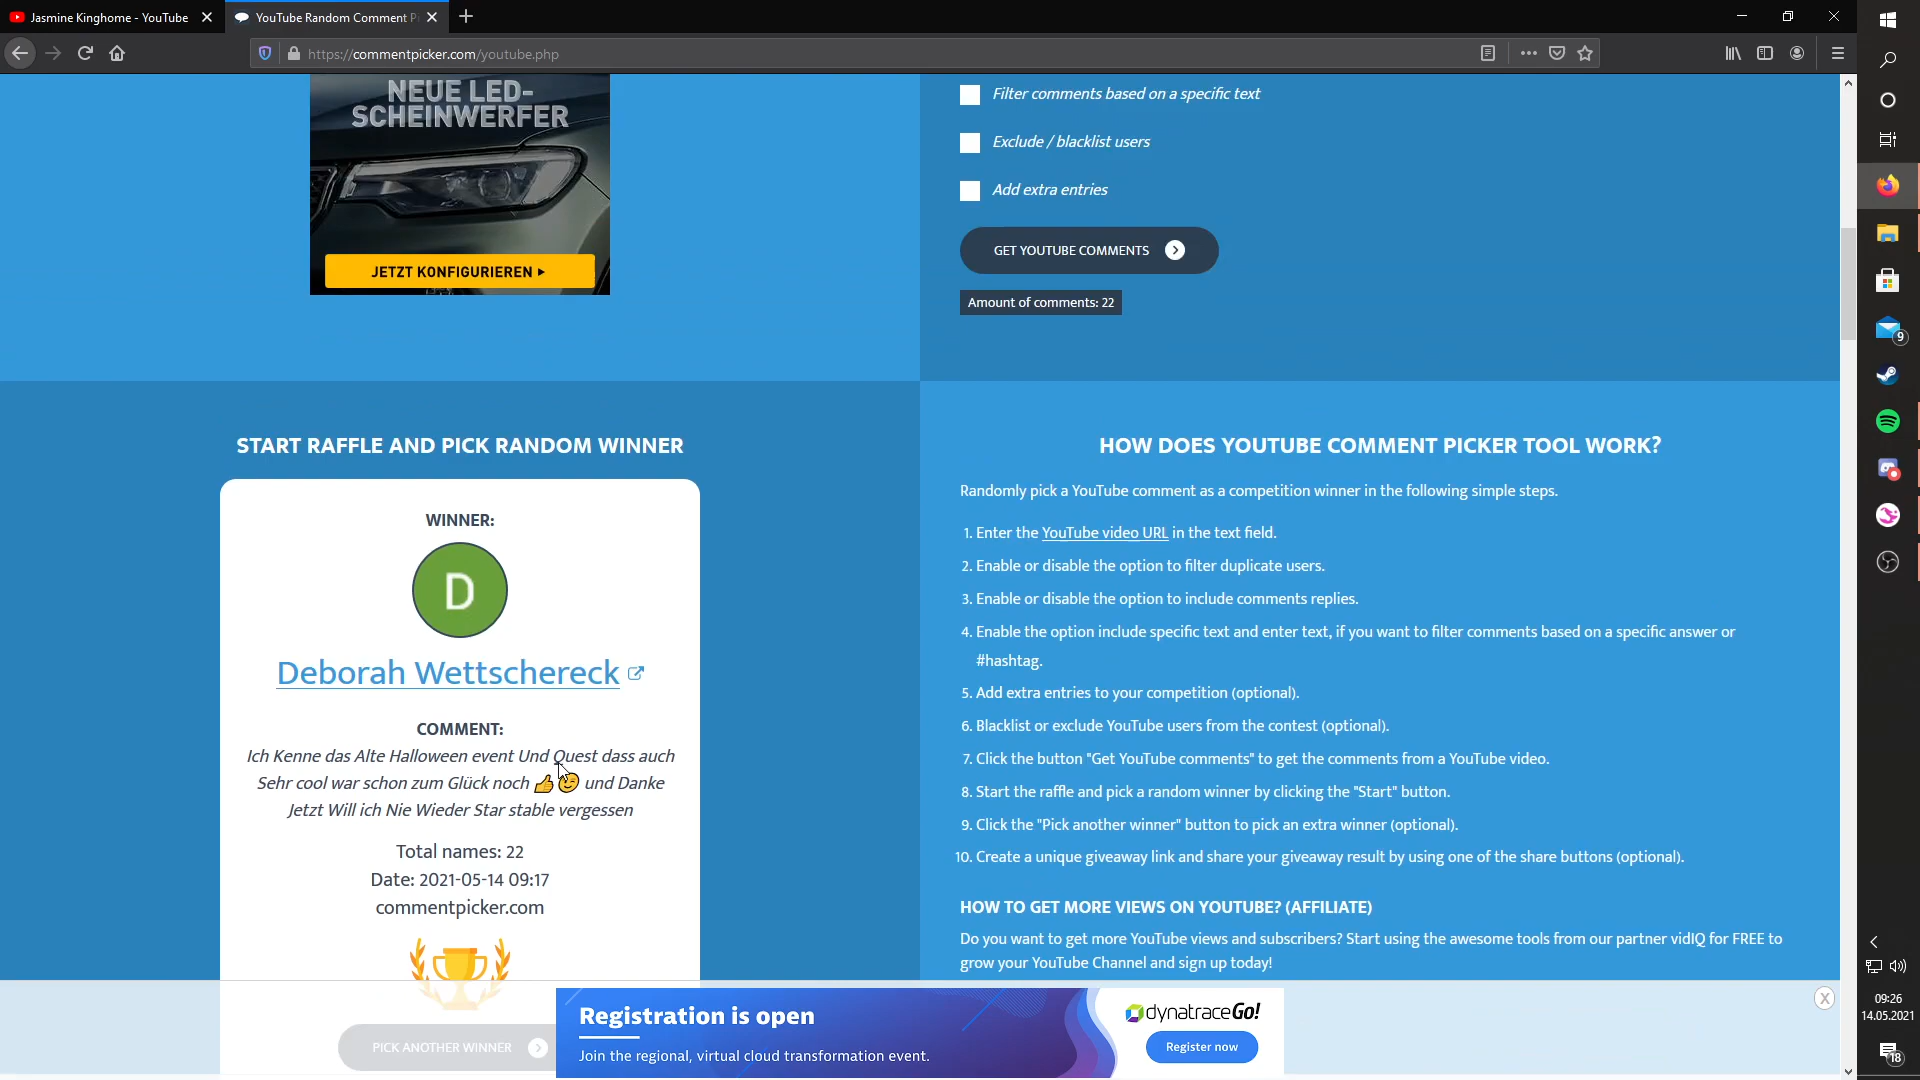 Jasmine Kinghome - YouTube
YouTube Random Comment P
https://commentpicker.com/youtube.php
NEUE LED-
SCHEINWERFER
JETZT KONFIGURIEREN
Filter comments based on a specific text
Exclude / blacklist users
Add extra entries
GET YOUTUBE COMMENTS
Amount of comments: 22
START RAFFLE AND PICK RANDOM WINNER
WINNER:
D
Deborah Wettschereck
COMMENT:
Ich Kenne das Alte Halloween event Und Quest dass auch
Sehr cool war schon zum Glück noch 👍😉 und Danke
Jetzt Will ich Nie Wieder Star stable vergessen
Total names: 22
Date: 2021-05-14 09:17
commentpicker.com
PICK ANOTHER WINNER
HOW DOES YOUTUBE COMMENT PICKER TOOL WORK?
Randomly pick a YouTube comment as a competition winner in the following simple steps.
1. Enter the YouTube video URL in the text field.
2. Enable or disable the option to filter duplicate users.
3. Enable or disable the option to include comments replies.
4. Enable the option include specific text and enter text, if you want to filter comments based on a specific answer or
#hashtag.
5. Add extra entries to your competition (optional).
6. Blacklist or exclude YouTube users from the contest (optional).
7. Click the button "Get YouTube comments" to get the comments from a YouTube video.
8. Start the raffle and pick a random winner by clicking the "Start" button.
9. Click the "Pick another winner" button to pick an extra winner (optional).
10. Create a unique giveaway link and share your giveaway result by using one of the share buttons (optional).
HOW TO GET MORE VIEWS ON YOUTUBE? (AFFILIATE)
Do you want to get more YouTube views and subscribers? Start using the awesome tools from our partner vidIQ for FREE to
grow your YouTube Channel and sign up today!
Registration is open
Join the regional, virtual cloud transformation event.
dynatrace Go!
Register now
X
9
09:26
14.05.2021
18